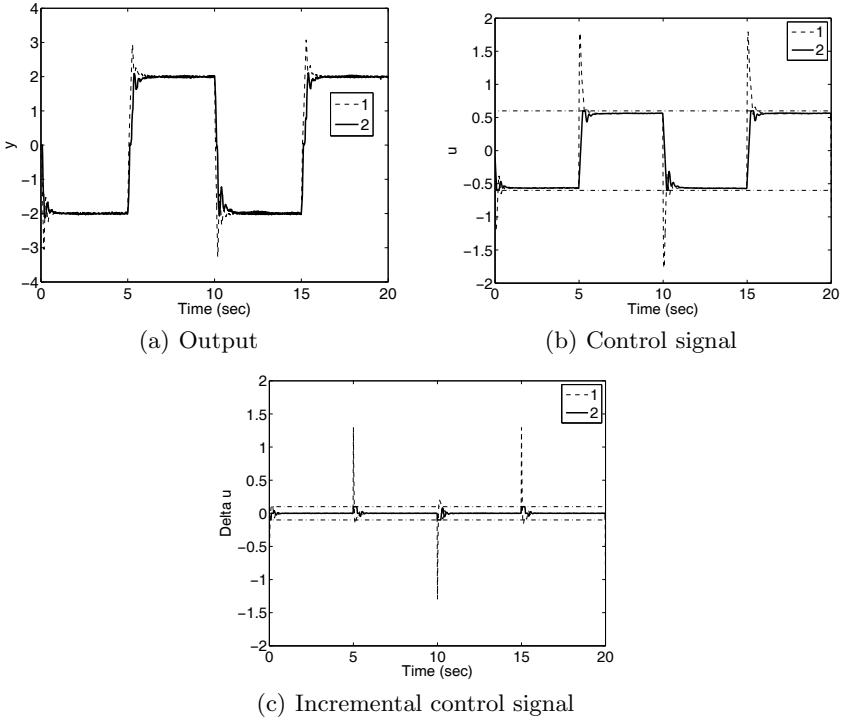 4
3
2
1
0
−1
−2
−3
−4
y
0 5 10 15 20
Time (sec)
1
2
(a) Output
2
1.5
1
0.5
0
−0.5
−1
−1.5
−2
u
0 5 10 15 20
Time (sec)
1
2
(b) Control signal
2
1.5
1
0.5
0
−0.5
−1
−1.5
−2
Delta u
0 5 10 15 20
Time (sec)
1
2
(c) Incremental control signal